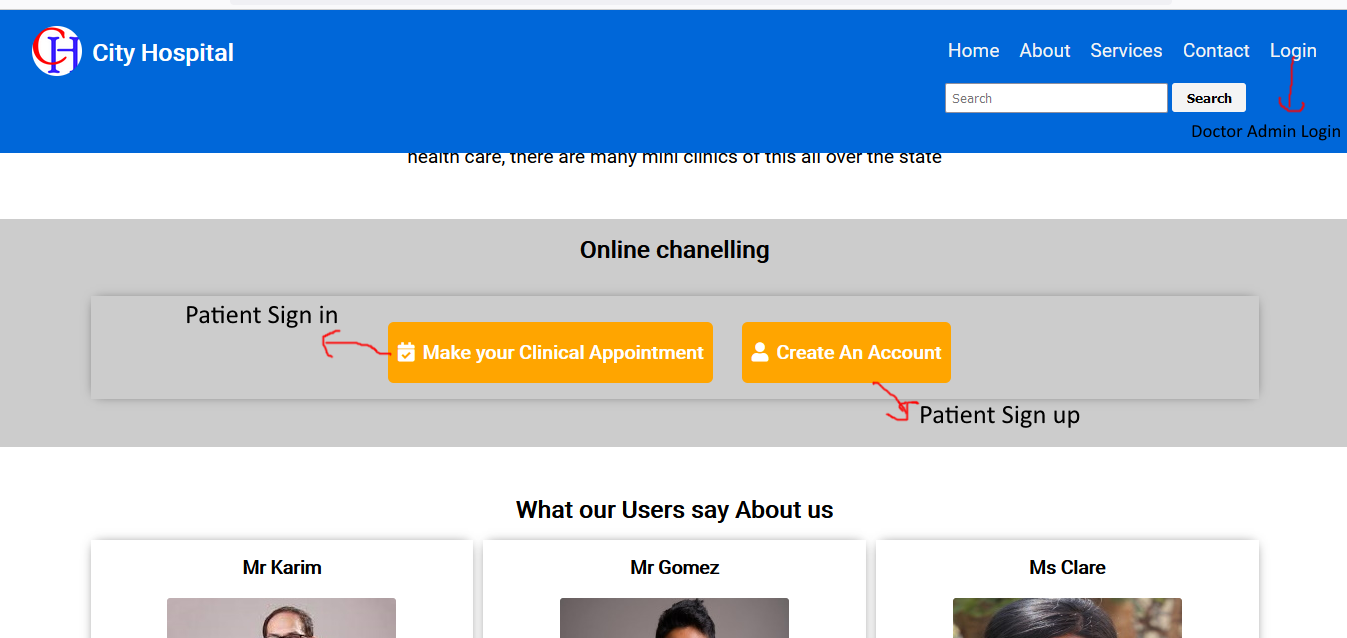 CH City Hospital
Home About Services Contact Login
Search Search
Doctor Admin Login
health care, there are many mini clinics of this all over the state
Online chanelling
Patient Sign in
Make your Clinical Appointment Create An Account
Patient Sign up
What our Users say About us
Mr Karim Mr Gomez Ms Clare